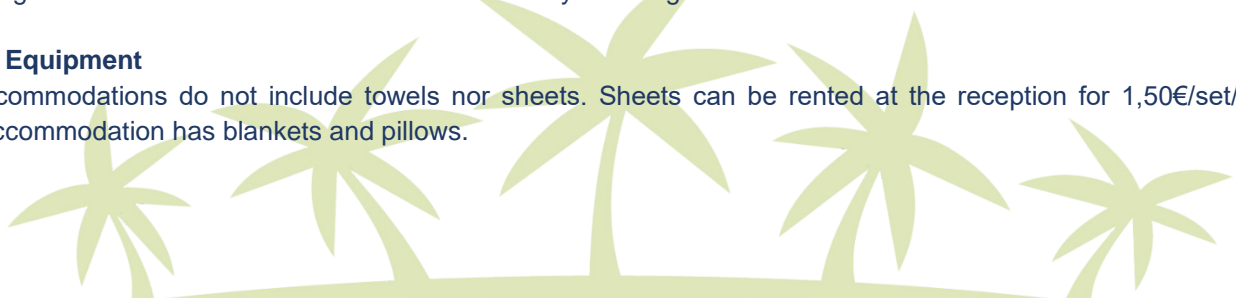 Equipment
commodations do not include towels nor sheets. Sheets can be rented at the reception for 1,50€/set/
ccommodation has blankets and pillows.